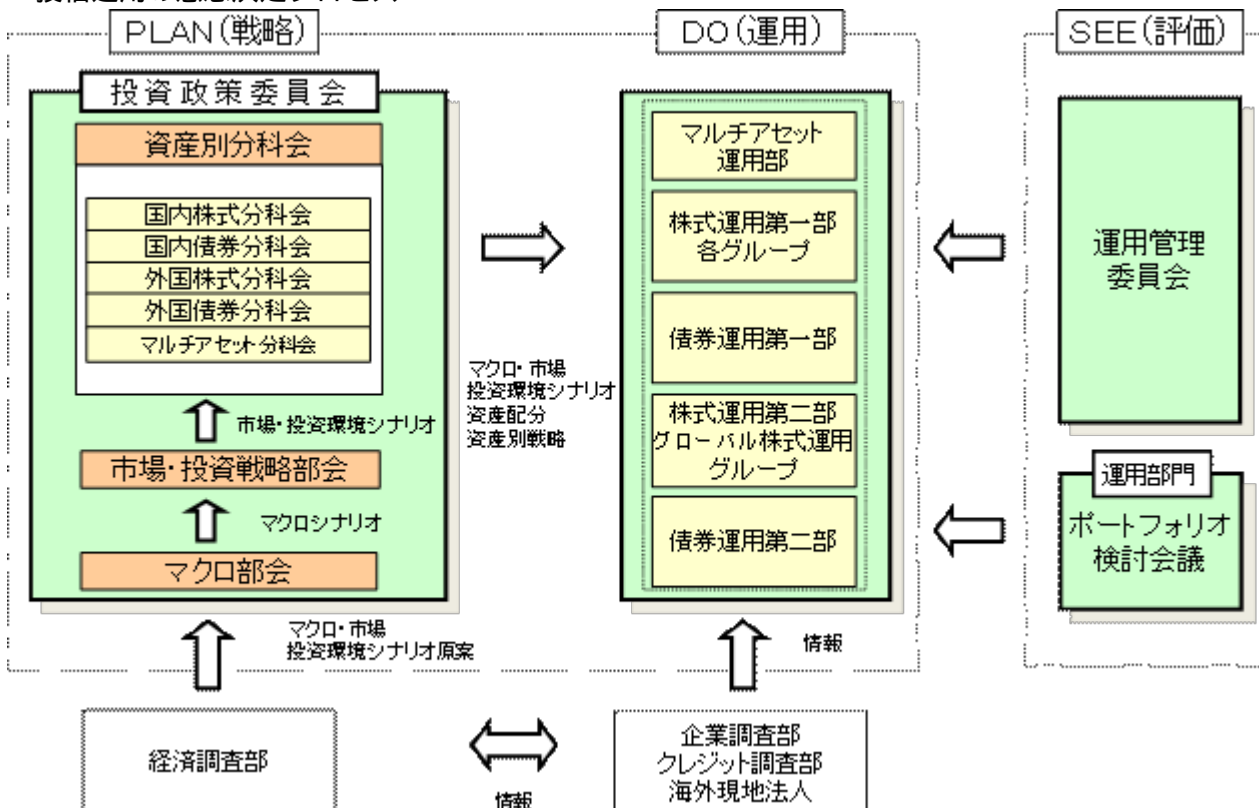 PLAN(戦略)
投資政策委員会
資産別分科会
国内株式分科会
国内債券分科会
外国株式分科会
外国債券分科会
マルチアセット分科会
市場・投資環境シナリオ
市場・投資戦略部会
マクロシナリオ
マクロ部会
マクロ・市場
投資環境シナリオ原案
経済調査部
マクロ・市場
投資環境シナリオ
資産配分
資産別戦略
情報
DO(運用)
マルチアセット
運用部
株式運用第一部
各グループ
債券運用第一部
株式運用第二部
グローバル株式運用
グループ
債券運用第二部
情報
企業調査部
クレジット調査部
海外現地法人
SEE(評価)
運用管理
委員会
運用部門
ポートフォリオ
検討会議